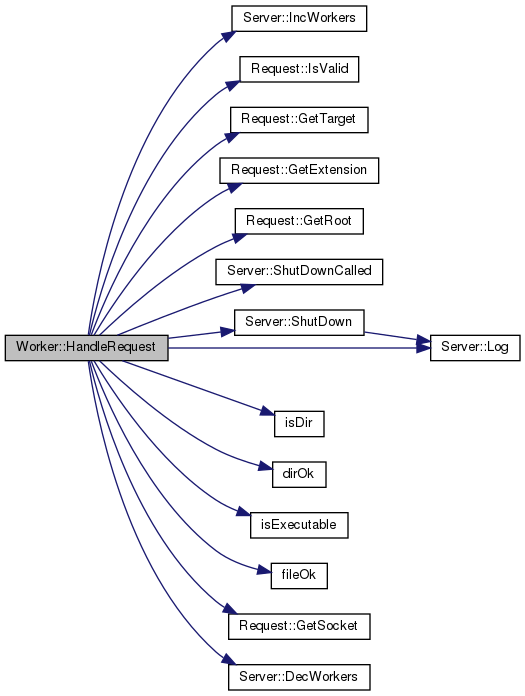 Server::IncWorkers
Request::IsValid
Request::GetTarget
Request::GetExtension
Request::GetRoot
Server::ShutDownCalled
Server::ShutDown
Worker::HandleRequest
Server::Log
isDir
dirOk
isExecutable
fileOk
Request::GetSocket
Server::DecWorkers